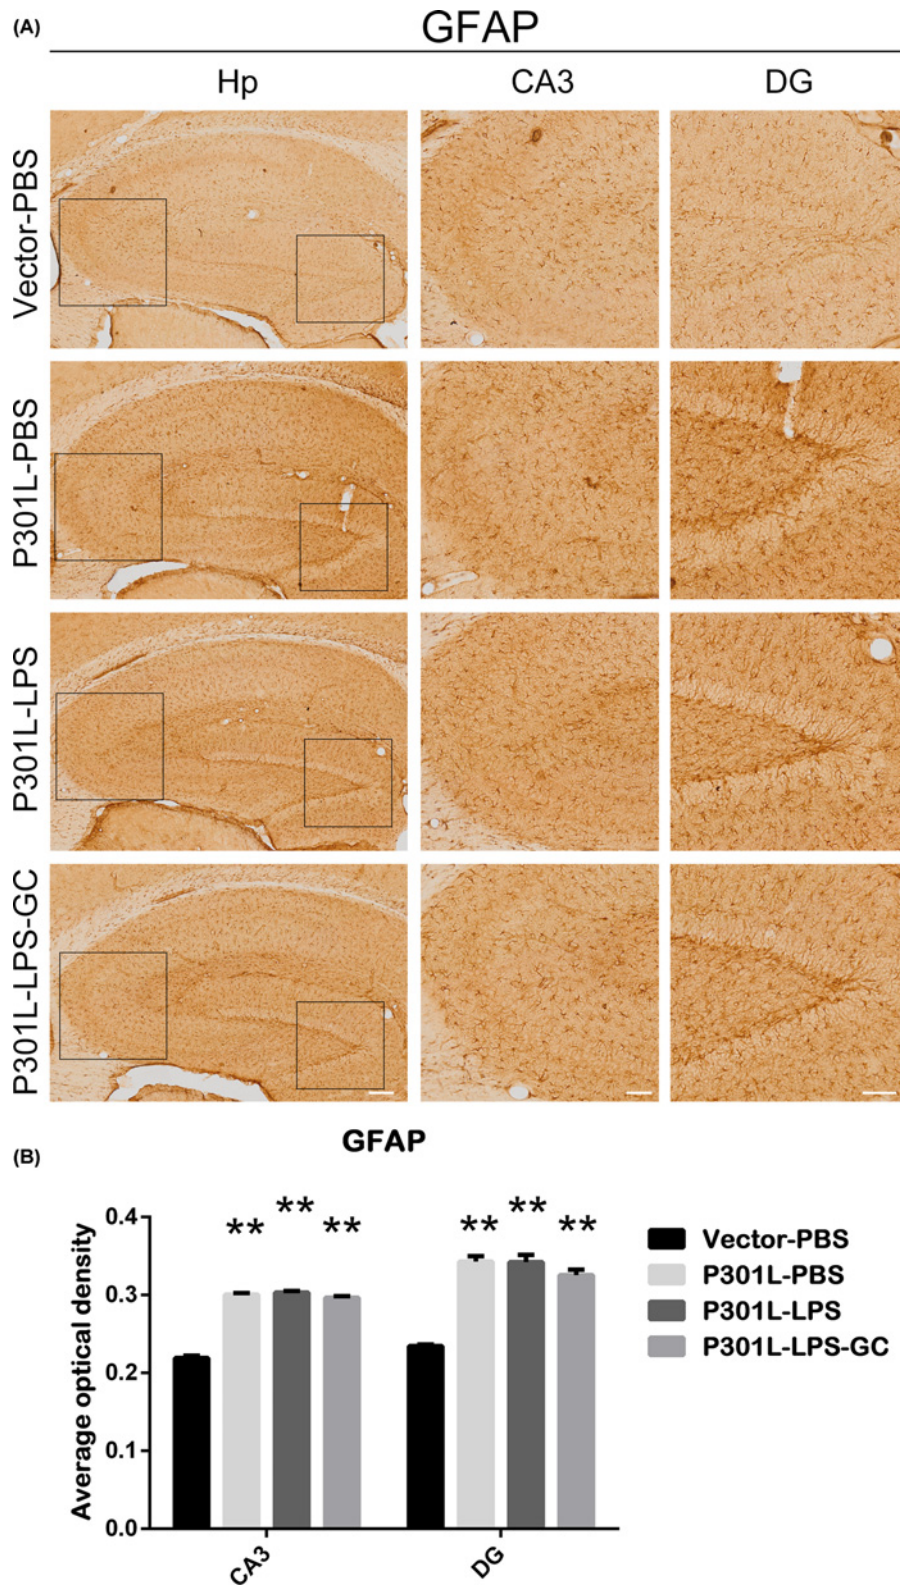 (A)
GFAP
Hp CA3 DG
Vector-PBS
P301L-PBS
P301L-LPS
P301L-LPS-GC
(B)
GFAP
Average optical density
0.4
0.3
0.2
0.1
0.0
** ** **
** ** **
CA3
DG
Vector-PBS
P301L-PBS
P301L-LPS
P301L-LPS-GC